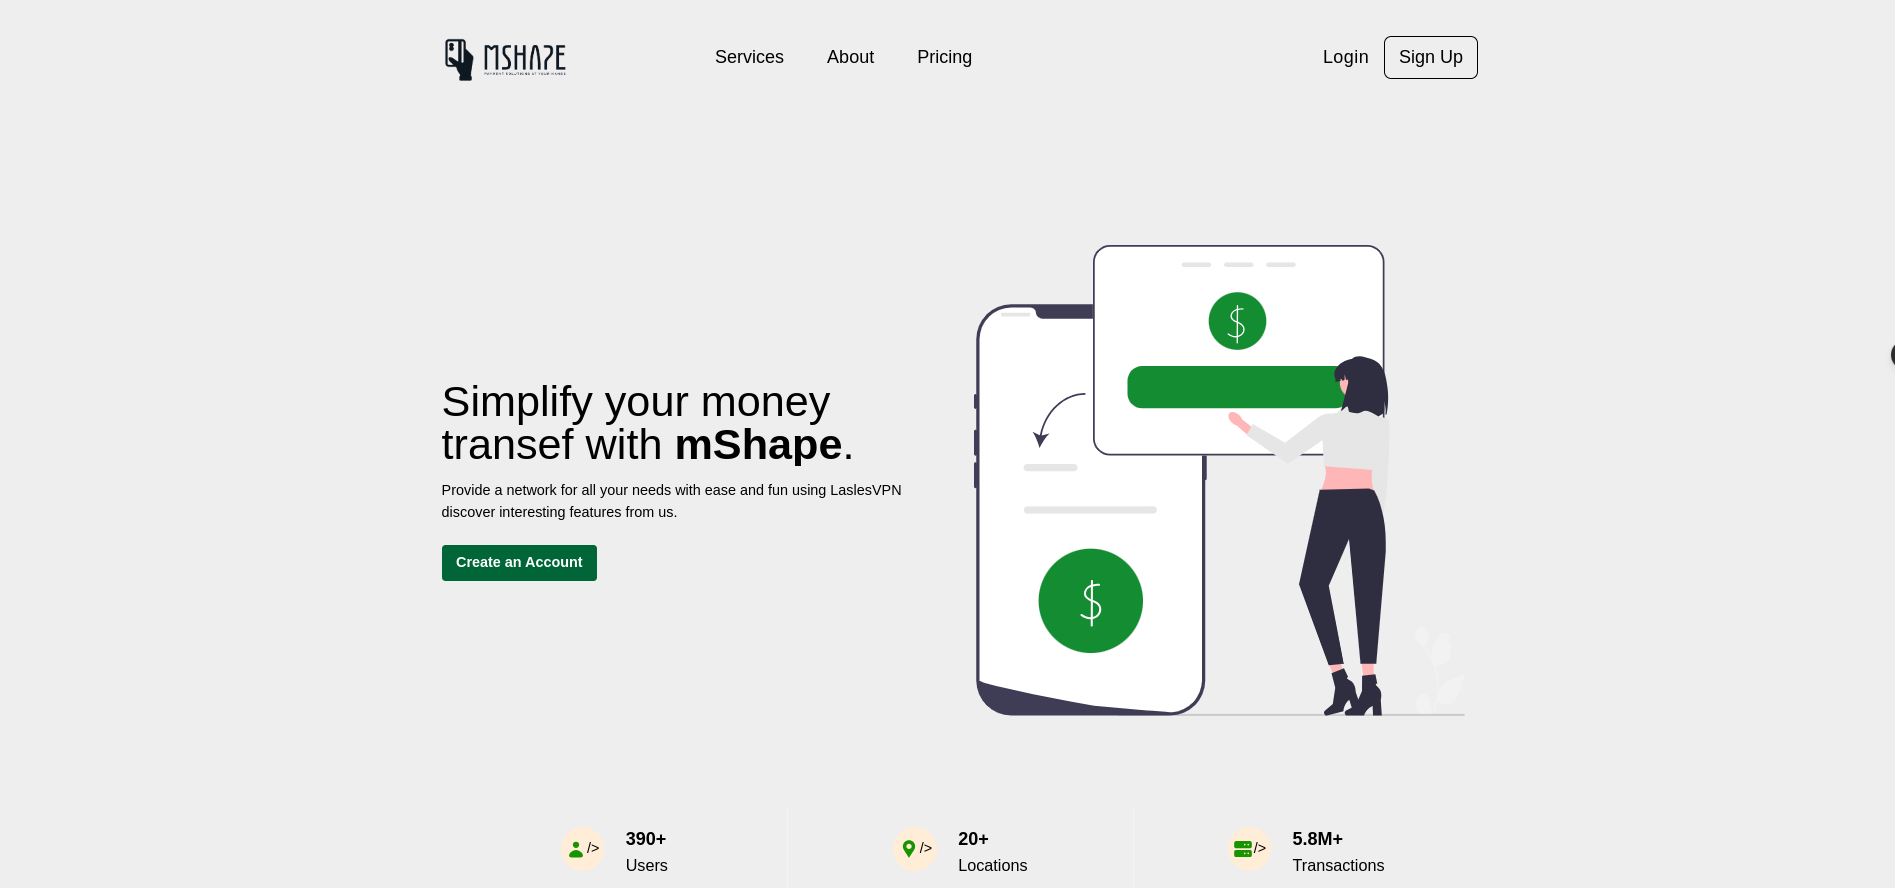 MSHAPE
PAYMENT SOLUTIONS AT YOUR HANDS
Services About Pricing Login Sign Up
$
Simplify your money
transef with mShape.
Provide a network for all your needs with ease and fun using LaslesVPN
discover interesting features from us.
Create an Account
$
/> 390+
Users
/> 20+
Locations
/> 5.8M+
Transactions